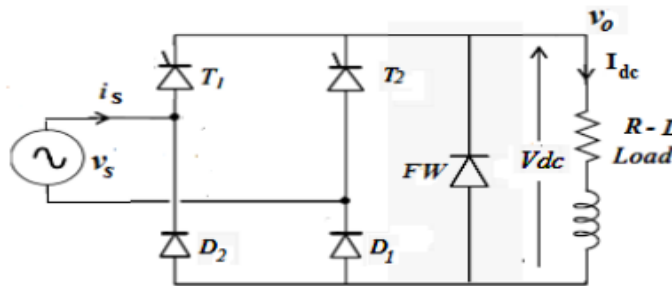 v_o
T_1
T_2
I_dc
i_s
v_s
FW
Vdc
R - L
Load
D_2
D_1